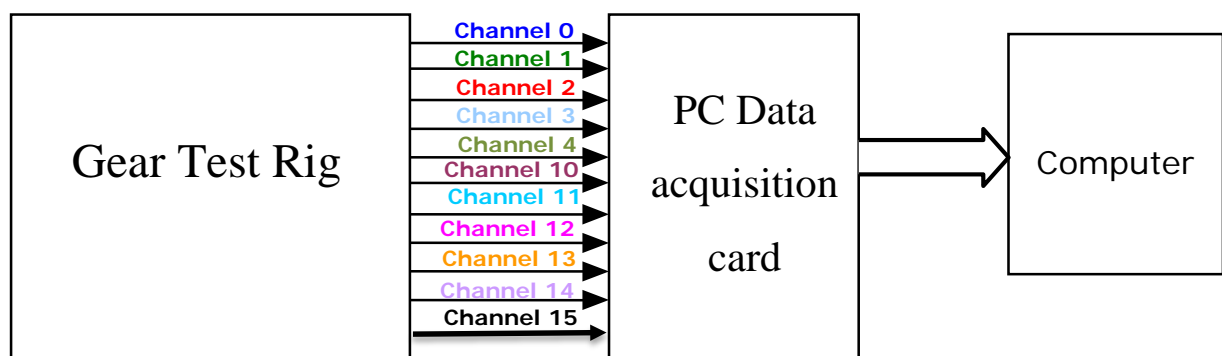 Gear Test Rig
Channel 0
Channel 1
Channel 2
Channel 3
Channel 4
Channel 10
Channel 11
Channel 12
Channel 13
Channel 14
Channel 15
PC Data
acquisition
card
Computer